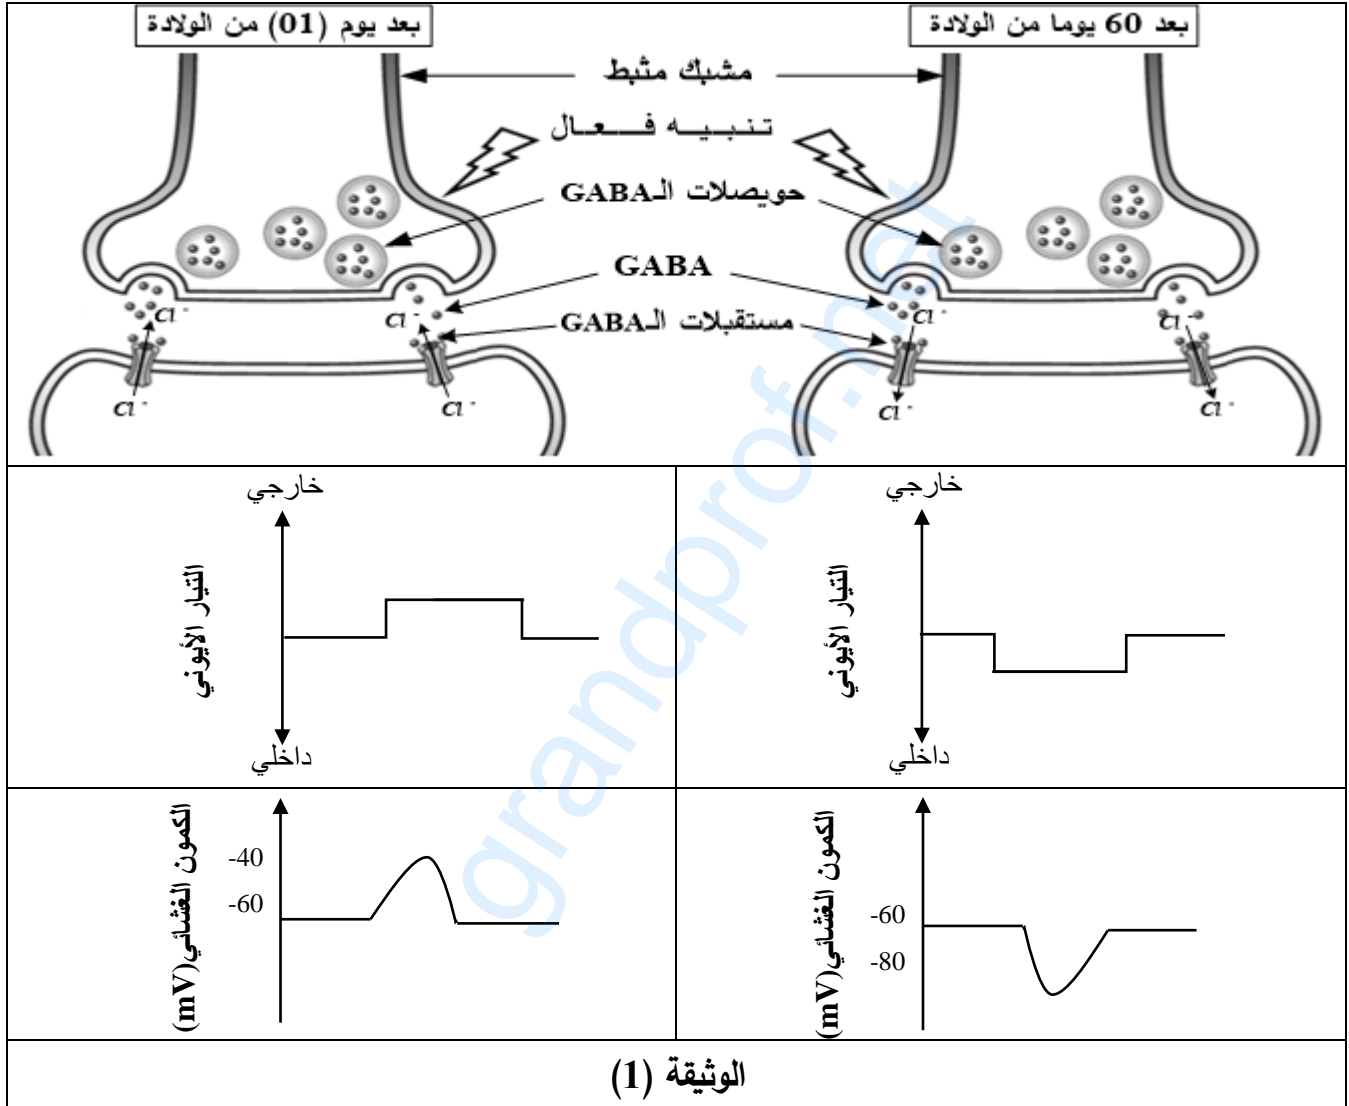 بعد يوم (01) من الولادة
بعد 60 يوما من الولادة
مشبك مثبط
تنبيه فعال
حويصلات الـGABA
GABA
مستقبلات الـGABA
Cl -
Cl -
Cl -
Cl -
Cl -
Cl -
Cl -
Cl -
خارجي
التيار الأيوني
داخلي
خارجي
التيار الأيوني
داخلي
الكمون الغشائي(mV)
-40
-60
الكمون الغشائي(mV)
-60
-80
الوثيقة (1)
grandprof.net